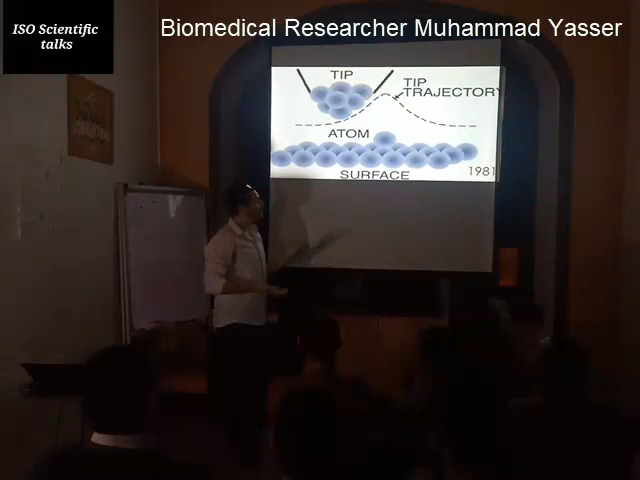 ISO Scientific
talks
Biomedical Researcher Muhammad Yasser
TIP
TIP
TRAJECTORY
ATOM
SURFACE
1981